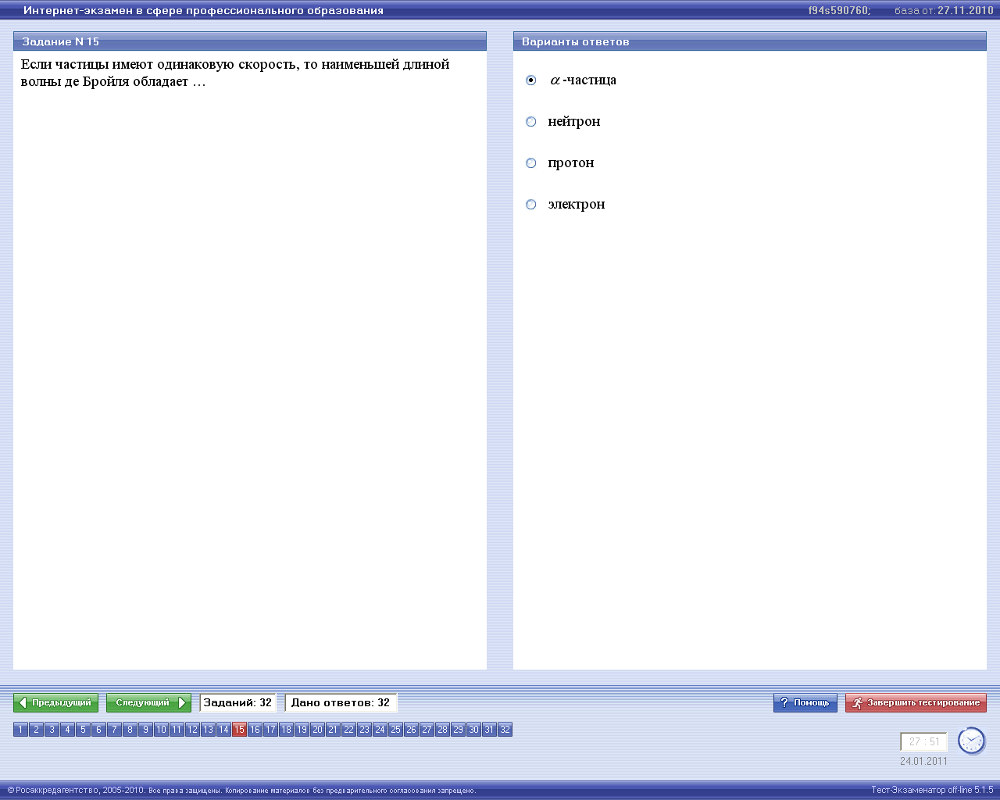 Интернет-экзамен в сфере профессионального образования
f94s590760; база от: 27.11.2010
Задание N 15
Если частицы имеют одинаковую скорость, то наименьшей длиной
волны де Бройля обладает …
Варианты ответов
α -частица
нейтрон
протон
электрон
Предыдущий Следующий Заданий: 32 Дано ответов: 32 ? Помощь Завершить тестирование
1 2 3 4 5 6 7 8 9 10 11 12 13 14 15 16 17 18 19 20 21 22 23 24 25 26 27 28 29 30 31 32
27 : 51
24.01.2011
© Росаккредагентство, 2005-2010. Все права защищены. Копирование материалов без предварительного согласования запрещено. Тест-Экзаменатор off-line 5.1.5